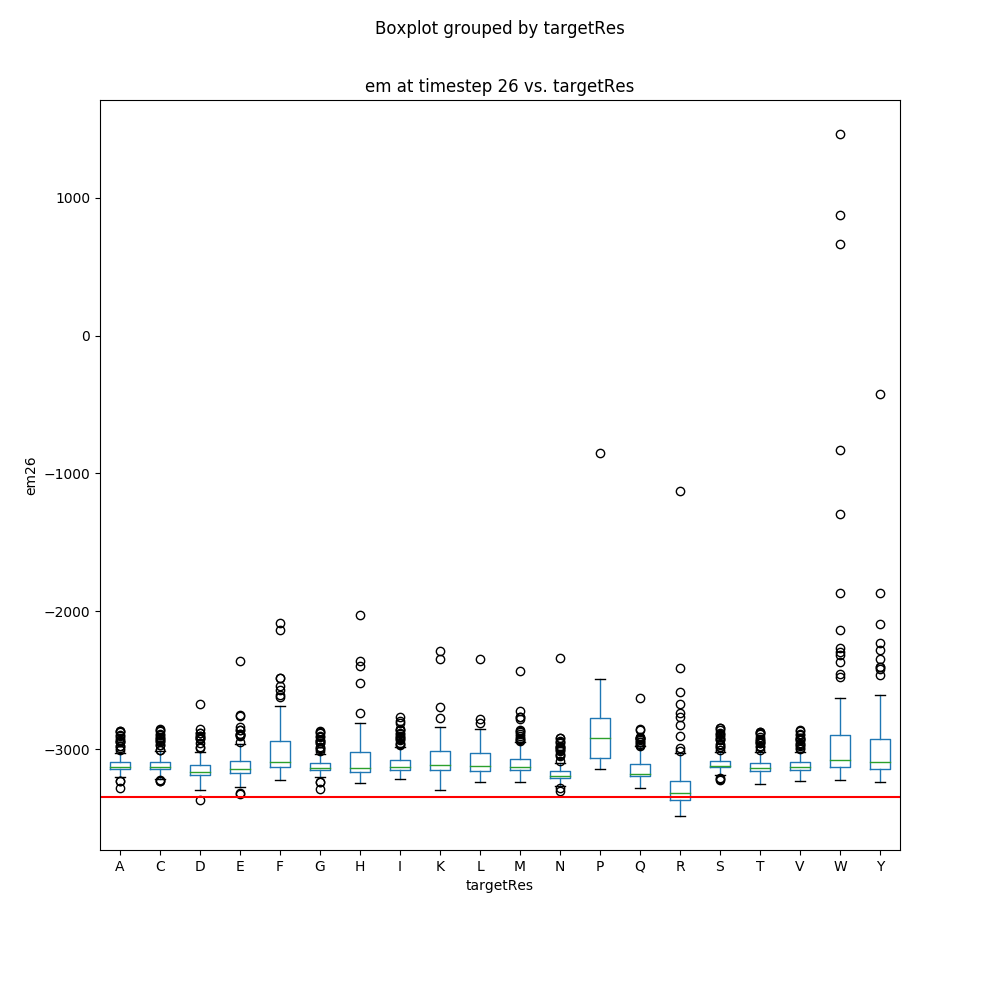 Boxplot grouped by targetRes
em at timestep 26 vs. targetRes
1000
0
−1000
−2000
−3000
em26
A C D E F G H I K L M N P Q R S T V W Y
targetRes